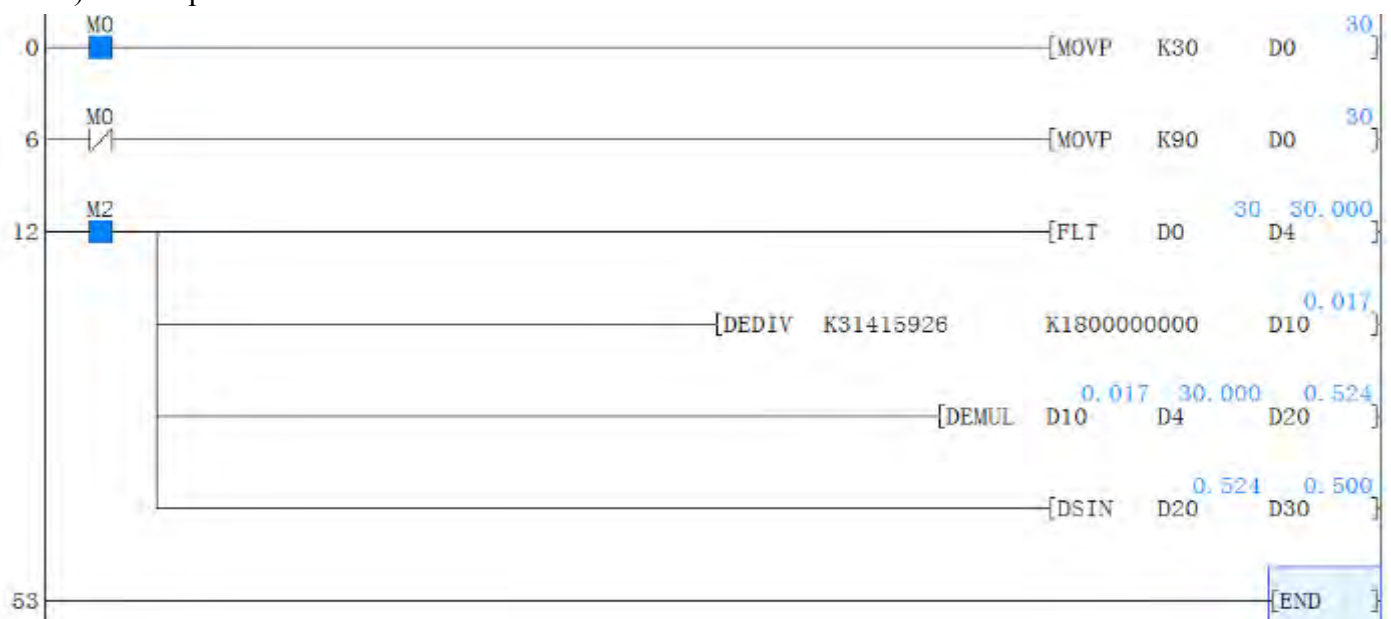 M0 30
0 [MOVP K30 D0 ]
M0 30
6 [MOVP K90 D0 ]
M2 30 30.000
12 [FLT D0 D4 ]
0.017
[DEDIV K31415926 K1800000000 D10 ]
0.017 30.000 0.524
[DEMUL D10 D4 D20 ]
0.524 0.500
[DSIN D20 D30 ]
53 [END ]